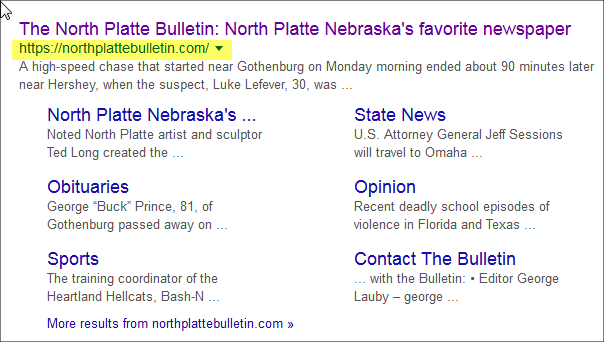 The North Platte Bulletin: North Platte Nebraska's favorite newspaper
https://northplattebulletin.com/
A high-speed chase that started near Gothenburg on Monday morning ended about 90 minutes later
near Hershey, when the suspect, Luke Lefever, 30, was ...
North Platte Nebraska's ...
Noted North Platte artist and sculptor
Ted Long created the ...
State News
U.S. Attorney General Jeff Sessions
will travel to Omaha ...
Obituaries
George “Buck” Prince, 81, of
Gothenburg passed away on ...
Opinion
Recent deadly school episodes of
violence in Florida and Texas ...
Sports
The training coordinator of the
Heartland Hellcats, Bash-N ...
Contact The Bulletin
... with the Bulletin: • Editor George
Lauby – george ...
More results from northplattebulletin.com »